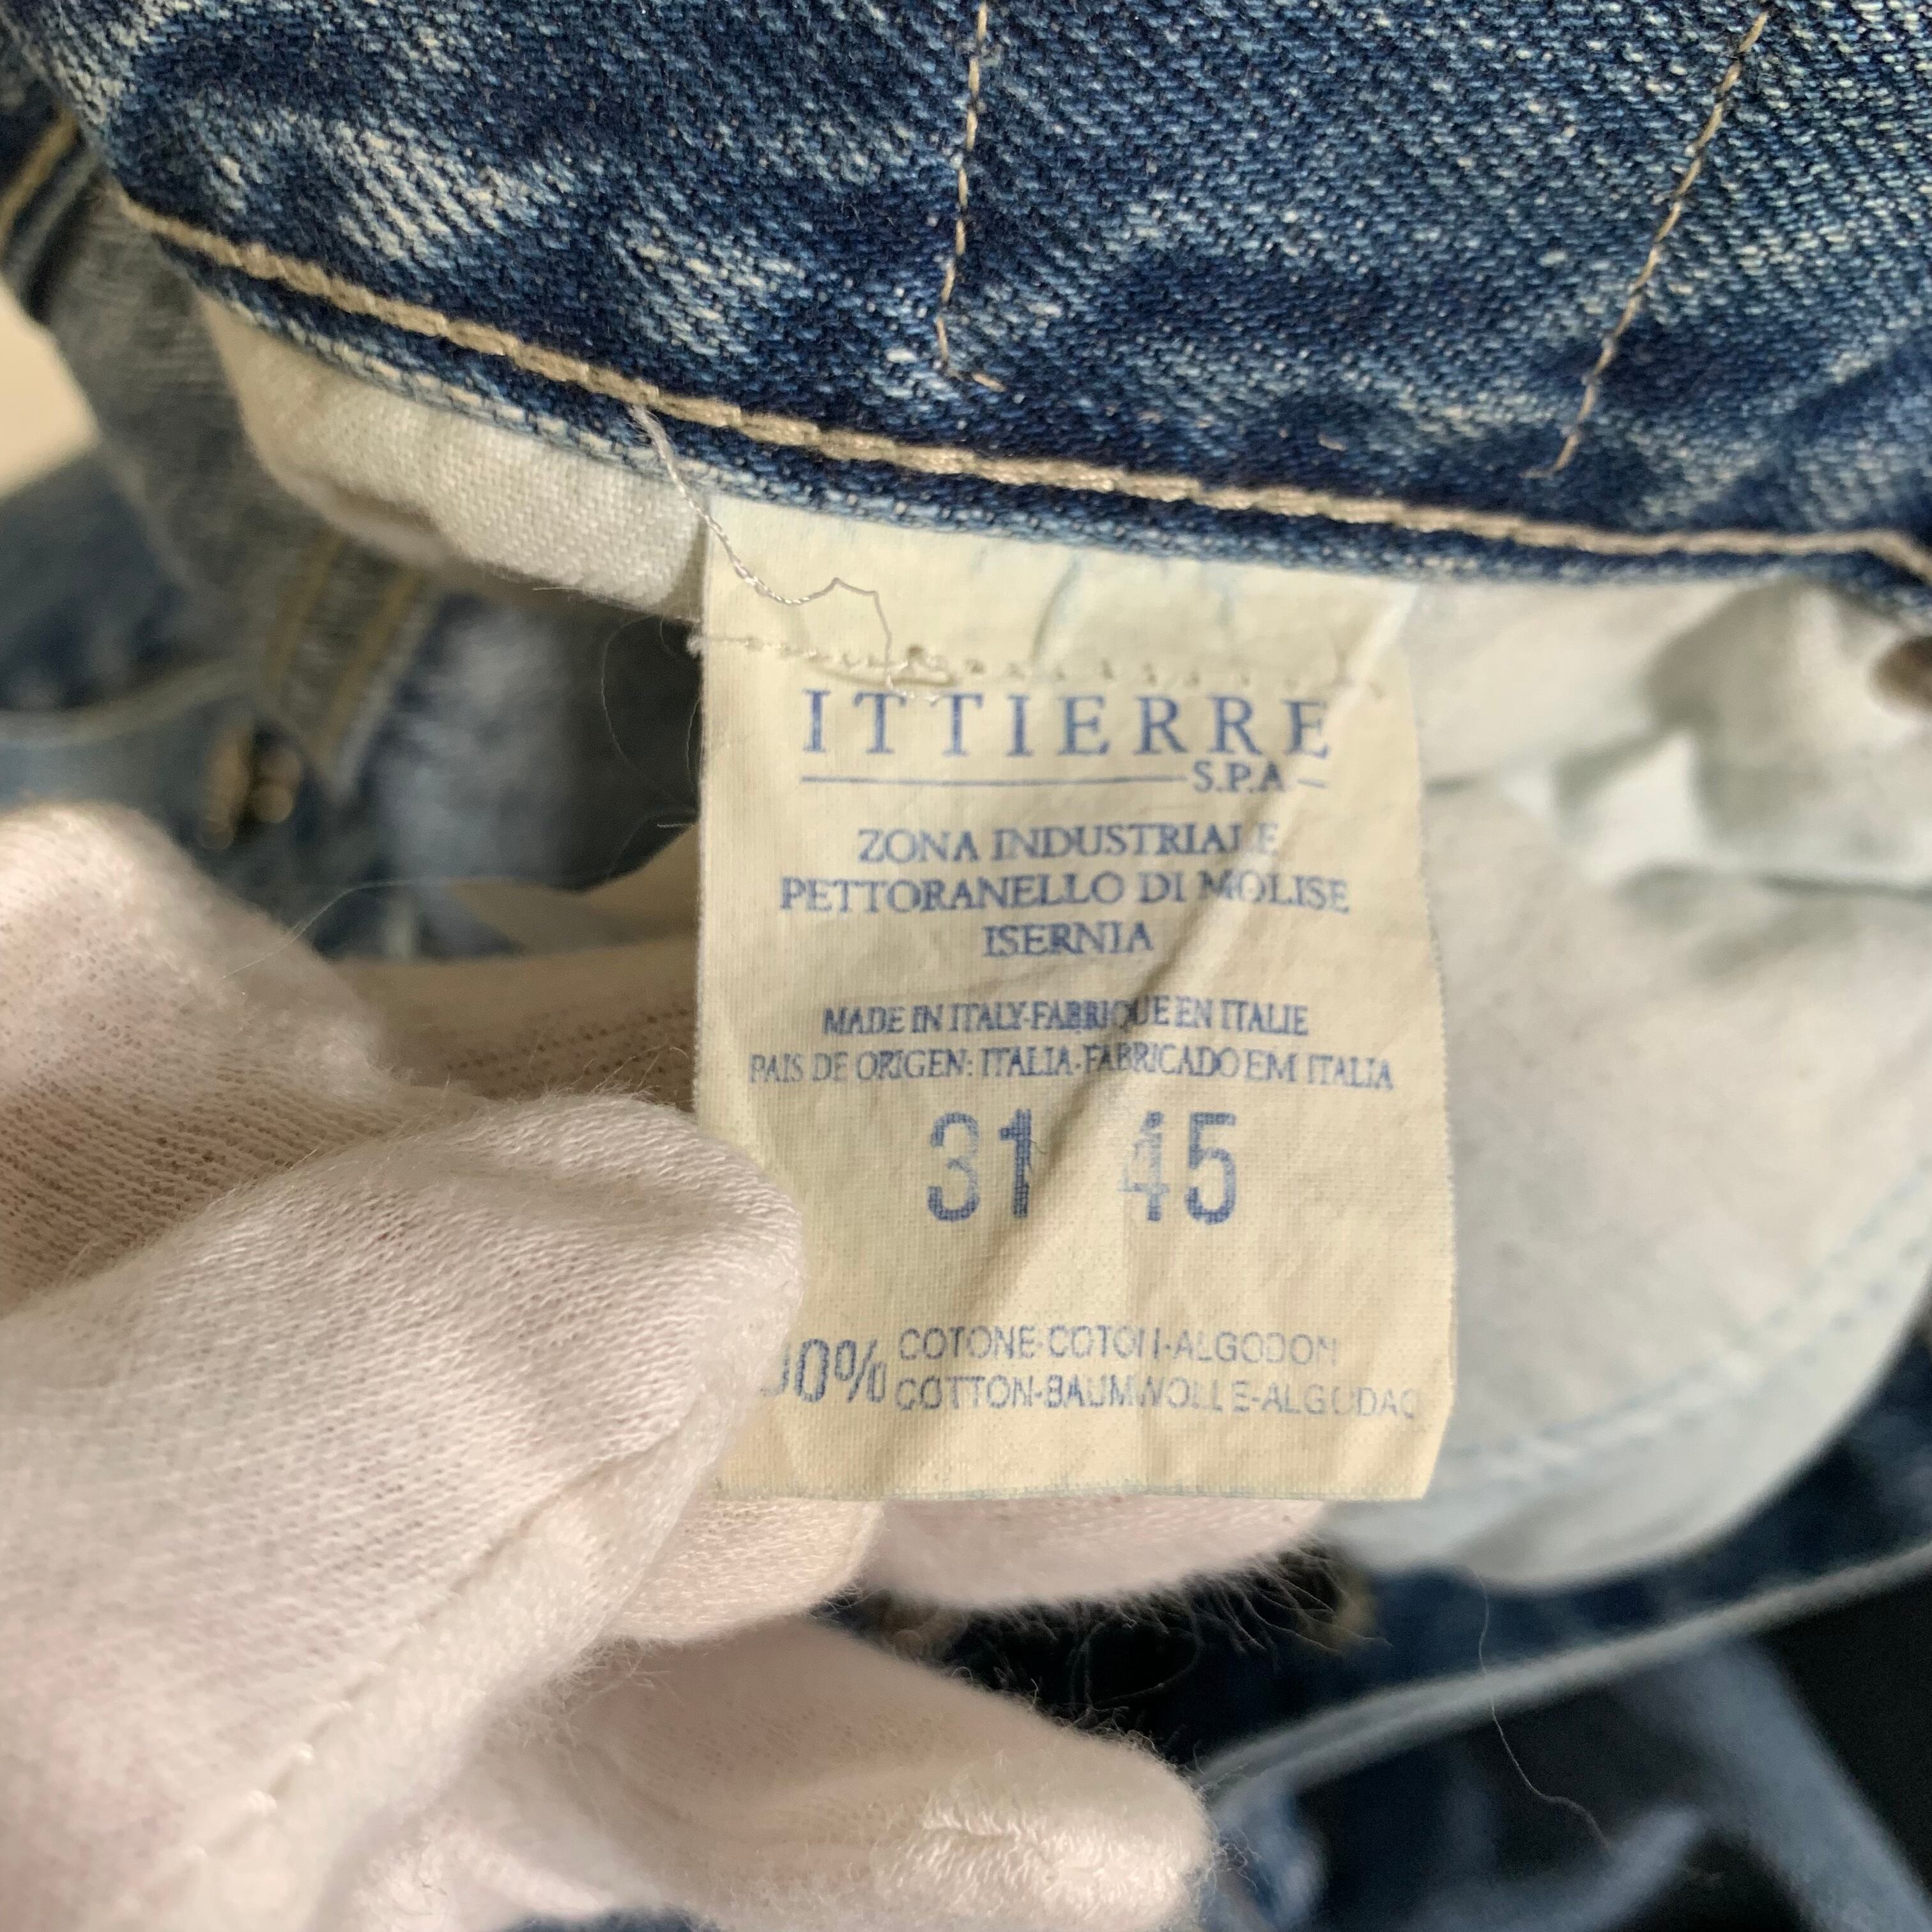 ITTIERRE
S.P.A.
ZONA INDUSTRIALE
PETTORANELLO DI MOLISE
ISERNIA
MADE IN ITALY-FABRIQUE EN ITALIE
PAIS DE ORIGEN: ITALIA-FABRICADO EM ITALIA
31 45
00% COTONE-COTON-ALGODON
COTTON-BAUMWOLLE-ALGODAO